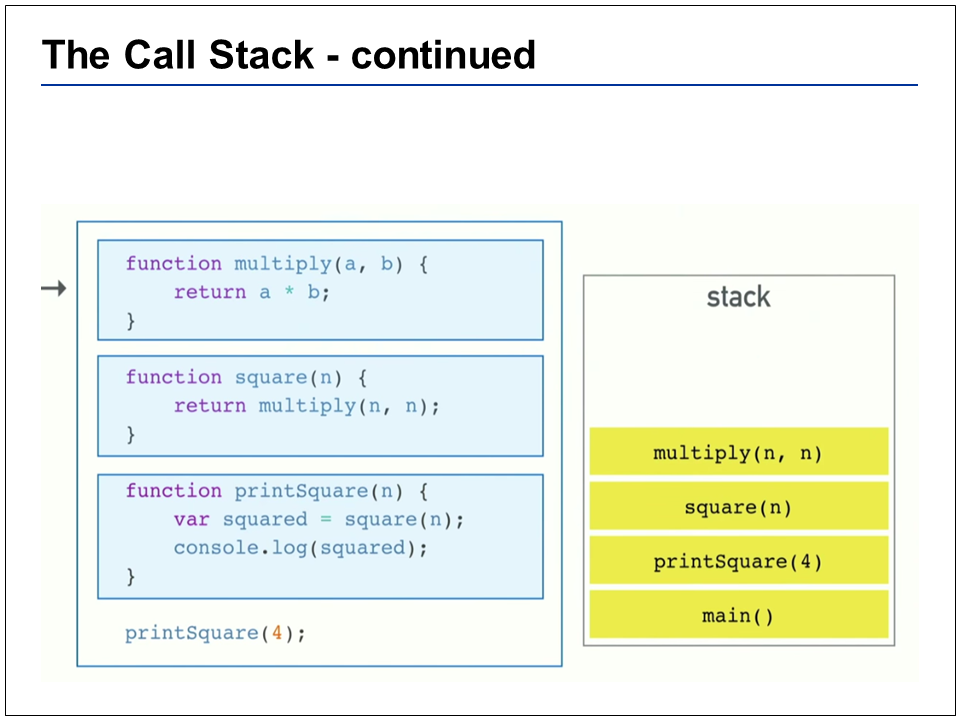 The Call Stack - continued
function multiply(a, b) {
return a * b;
}
function square(n) {
return multiply(n, n);
}
function printSquare(n) {
var squared = square(n);
console.log(squared);
}
printSquare(4);
stack
multiply(n, n)
square(n)
printSquare(4)
main()